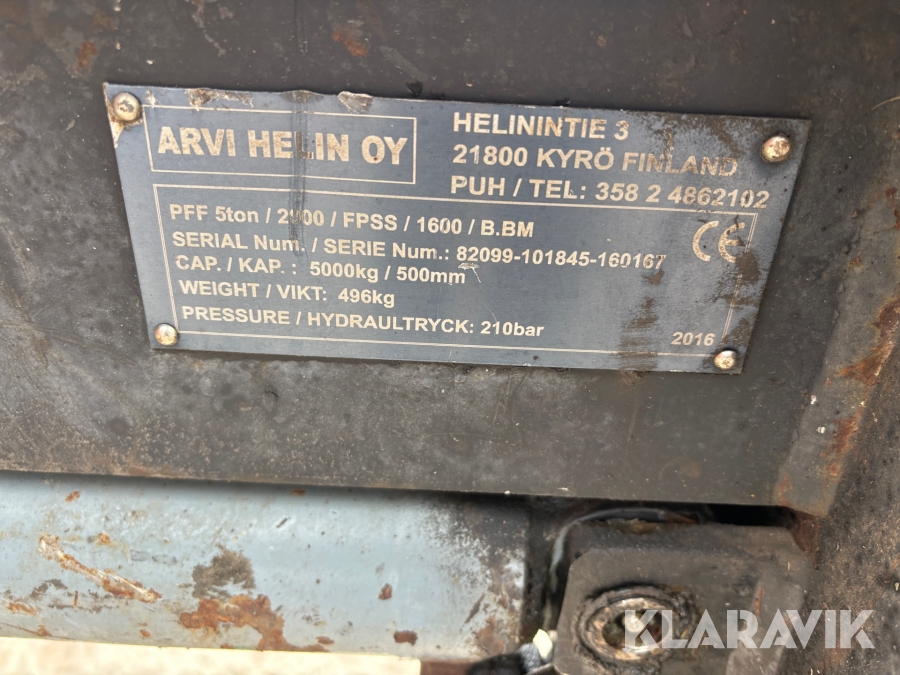 ARVI HELIN OY
HELININTIE 3
21800 KYRÖ FINLAND
PUH / TEL: 358 2 4862102
PFF 5ton / 2900 / FPSS / 1600 / B.BM
SERIAL Num. / SERIE Num.: 82099-101845-160167
CAP. / KAP. : 5000kg / 500mm
WEIGHT / VIKT: 496kg
PRESSURE / HYDRAULTRYCK: 210bar
CE
2016
KLARAVIK